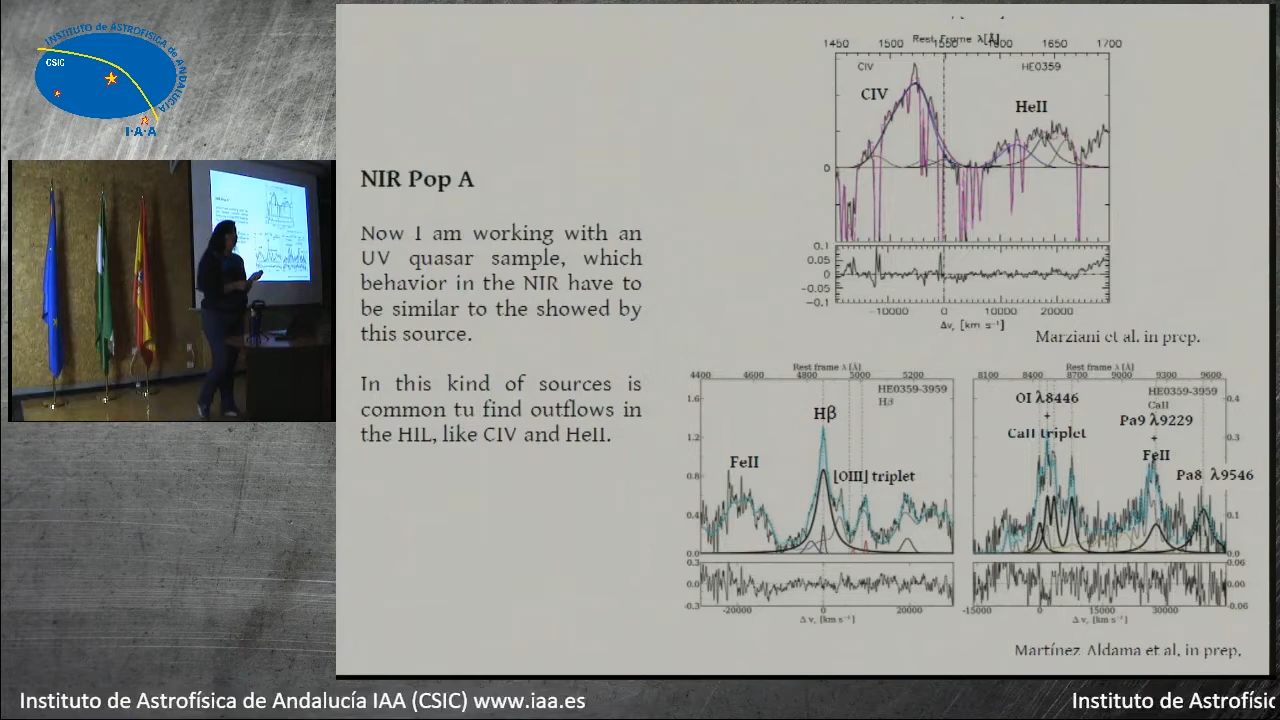 INSTITUTO de ASTROFÍSICA de ANDALUCÍA
CSIC
I·A·A
NIR Pop A
Now I am working with an
UV quasar sample, which
behavior in the NIR have to
be similar to the showed by
this source.
In this kind of sources is
common tu find outflows in
the HIL, like CIV and HeII.
Rest Frame λ[Å]
1450 1500 1550 1600 1650 1700
CIV HE0359
CIV
HeII
0
0.1
0.05
0
-0.05
-0.1
-10000 0 10000 20000
Δvr [km s⁻¹]
Marziani et al. in prep.
Rest frame λ [Å]
4400 4600 4800 5000 5200
HE0359-3959
Hβ
Hβ
FeII
[OIII] triplet
1.6
1.2
0.8
0.4
0.0
0.3
-0.3
-20000 0 20000
Δ vr [km s⁻¹]
Rest frame λ [Å]
8100 8400 8700 9000 9300 9600
HE0359-3959
CaII
OI λ8446
+
CaII triplet
Pa9 λ9229
+
FeII
Pa8 λ9546
0.4
0.3
0.1
0.0
0.06
0.00
-0.06
-15000 0 15000 30000
Δ vr [km s⁻¹]
Martínez-Aldama et al, in prep,
Instituto de Astrofísica de Andalucía IAA (CSIC) www.iaa.es
Instituto de Astrofísic